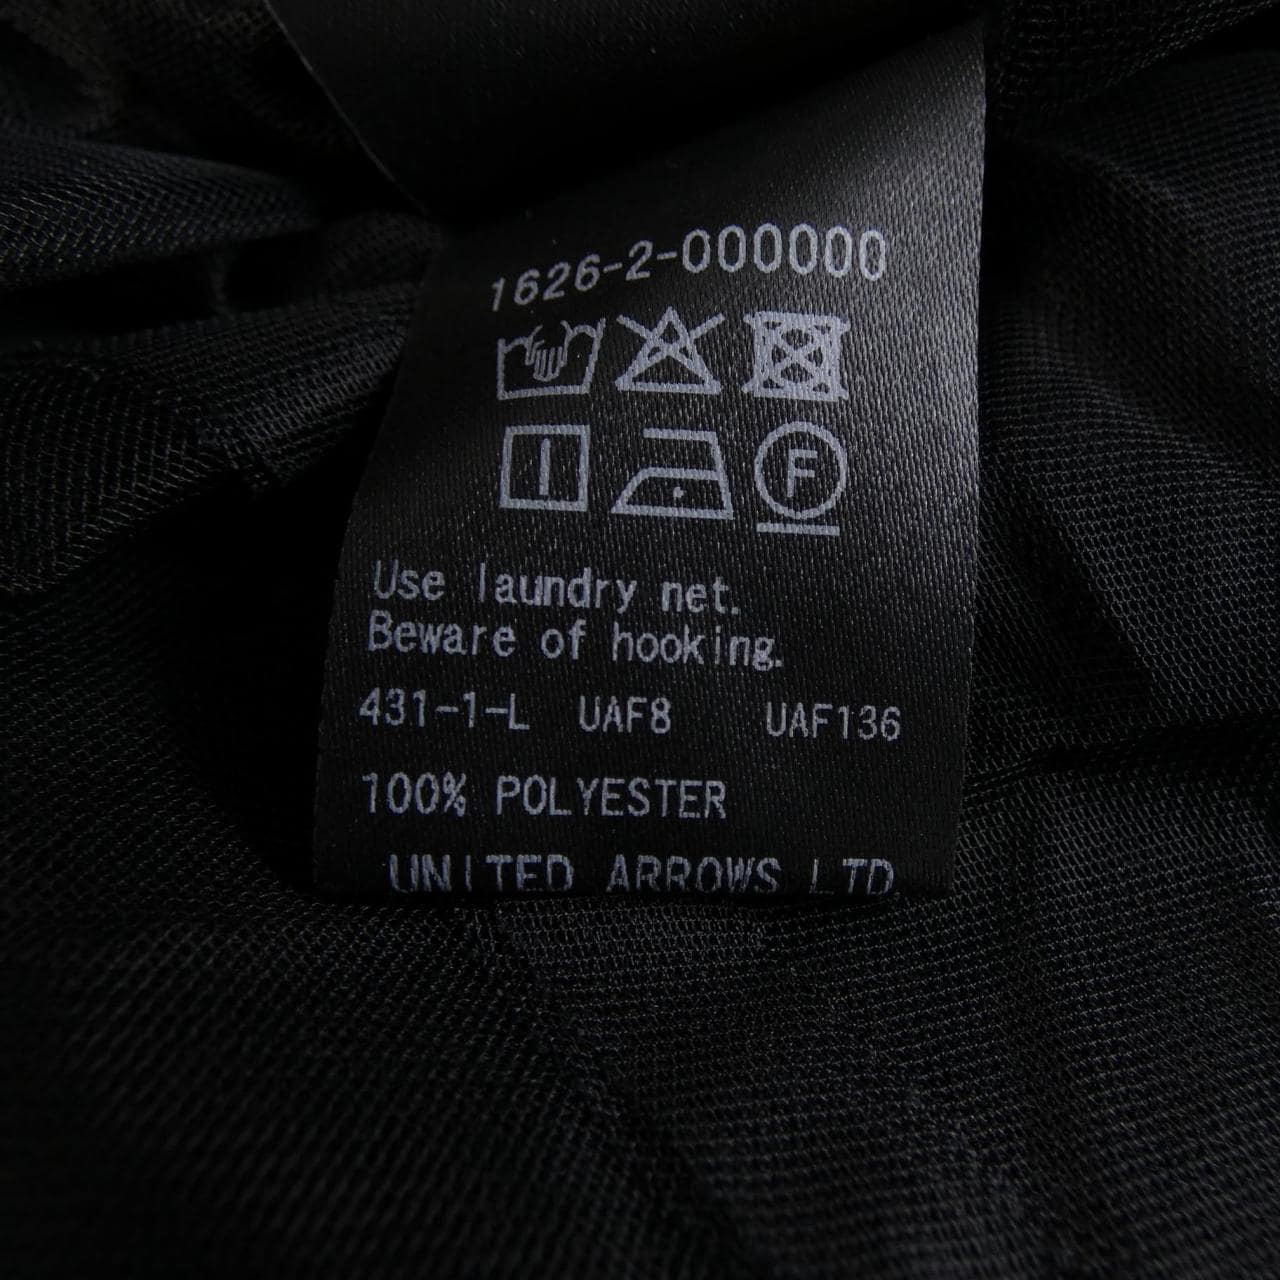 1626-2-000000
F
Use laundry net.
Beware of hooking.
431-1-L UAF8 UAF136
100% POLYESTER
UNITED ARROWS LTD.